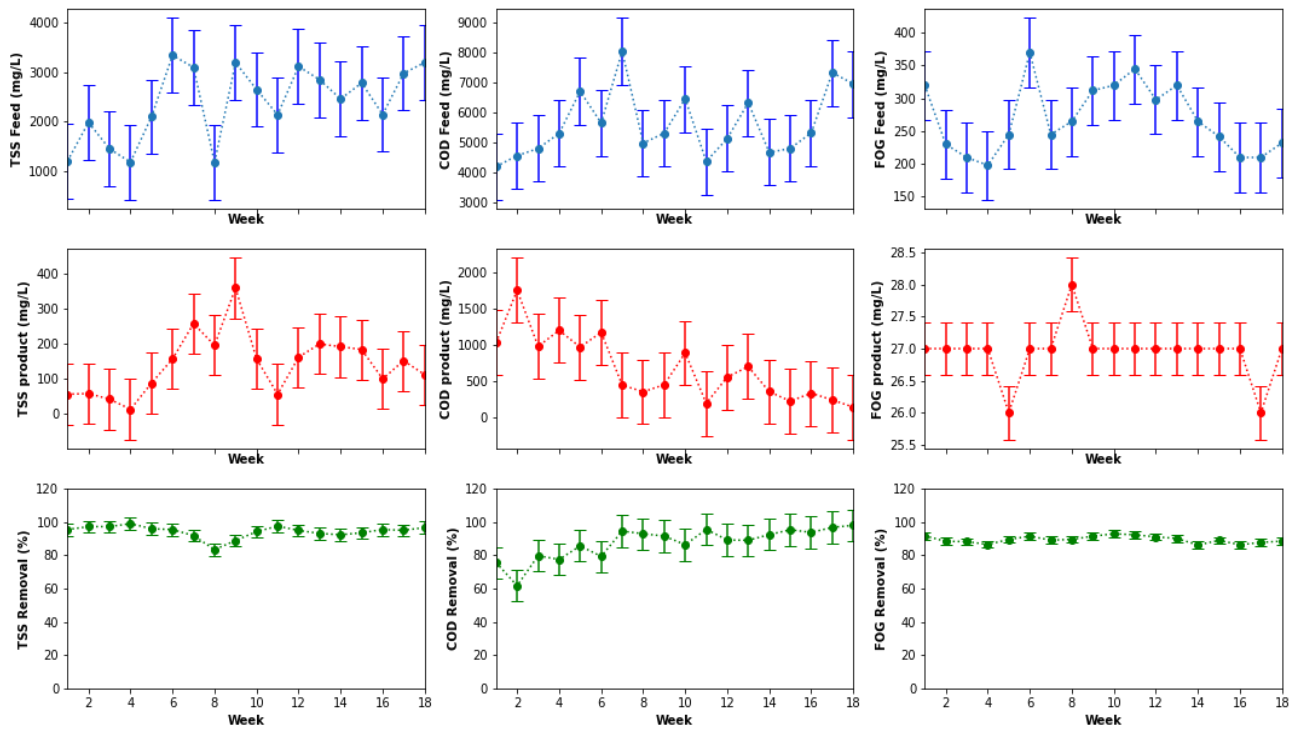 TSS Feed (mg/L)
4000
3000
2000
1000
Week
COD Feed (mg/L)
9000
8000
7000
6000
5000
4000
3000
Week
FOG Feed (mg/L)
400
350
300
250
200
150
Week
TSS product (mg/L)
400
300
200
100
0
Week
COD product (mg/L)
2000
1500
1000
500
0
Week
FOG product (mg/L)
28.5
28.0
27.5
27.0
26.5
26.0
25.5
Week
TSS Removal (%)
120
100
80
60
40
20
0
2 4 6 8 10 12 14 16 18
Week
COD Removal (%)
120
100
80
60
40
20
0
2 4 6 8 10 12 14 16 18
Week
FOG Removal (%)
120
100
80
60
40
20
0
2 4 6 8 10 12 14 16 18
Week